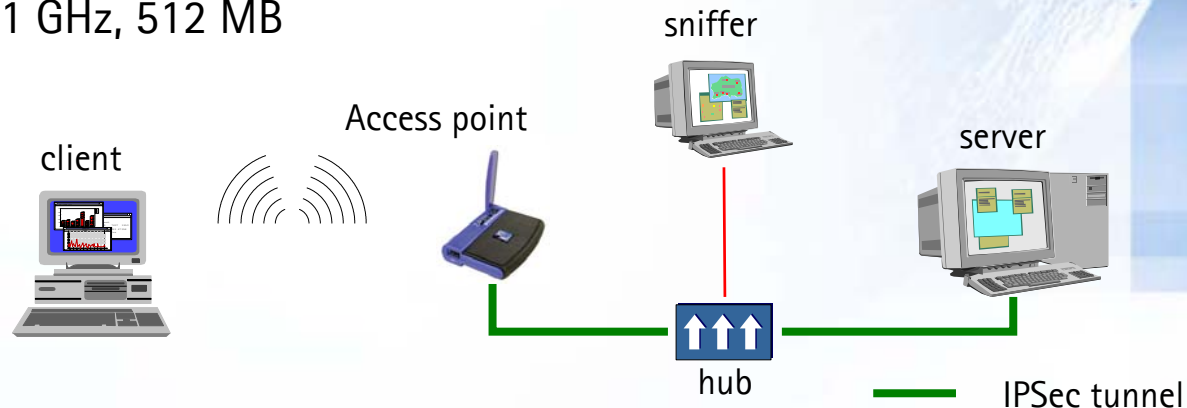 1 GHz, 512 MB
sniffer
Access point
server
client
hub
IPSec tunnel